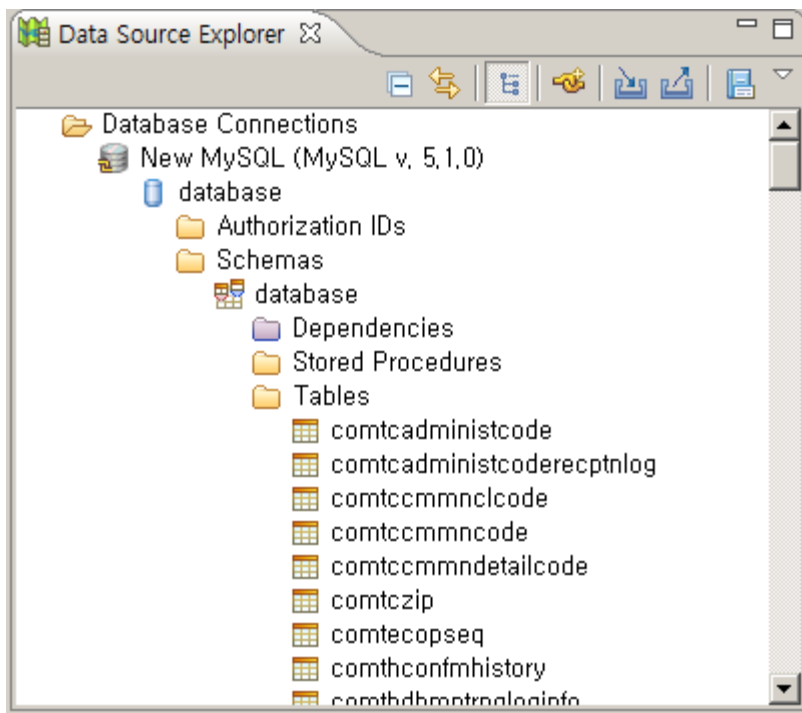 Data Source Explorer
Database Connections
New MySQL (MySQL v. 5.1.0)
database
Authorization IDs
Schemas
database
Dependencies
Stored Procedures
Tables
comtcadministcode
comtcadministcoderecptnlog
comtccmmnclcode
comtccmmncode
comtccmmndetailcode
comtczip
comtecopseq
comthconfmhistory